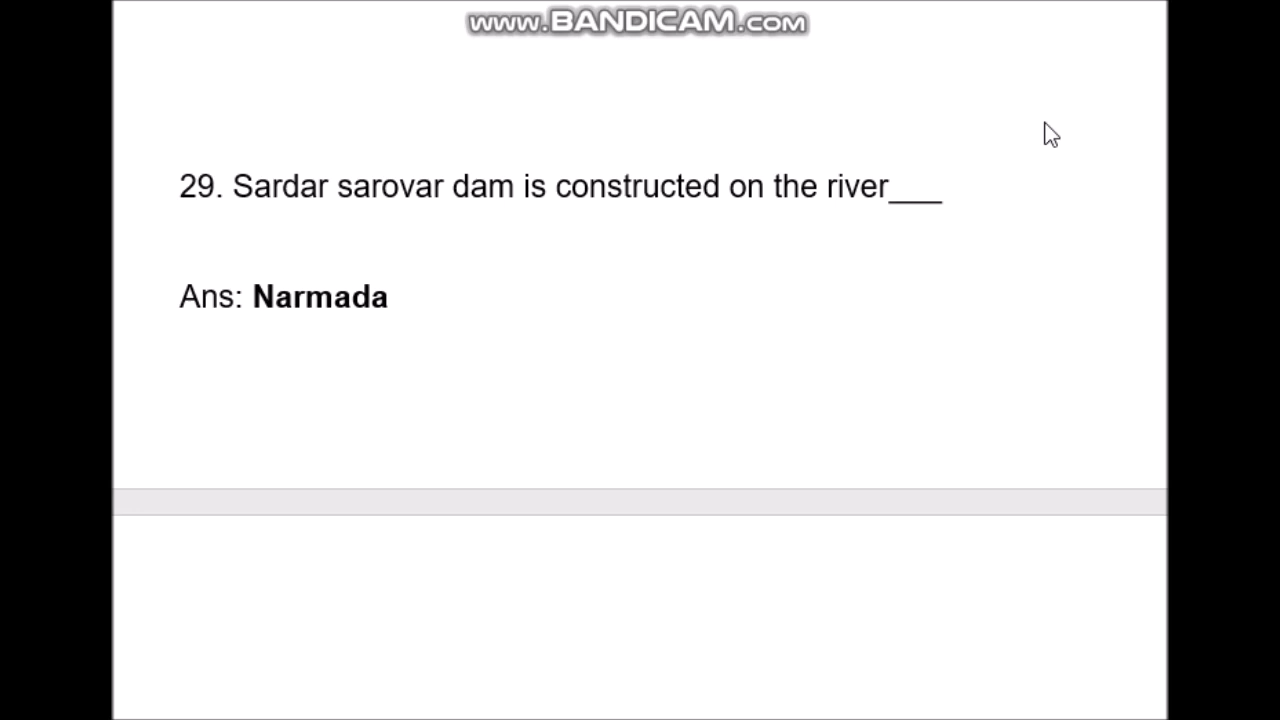 www.BANDICAM.com
29. Sardar sarovar dam is constructed on the river___
Ans: Narmada